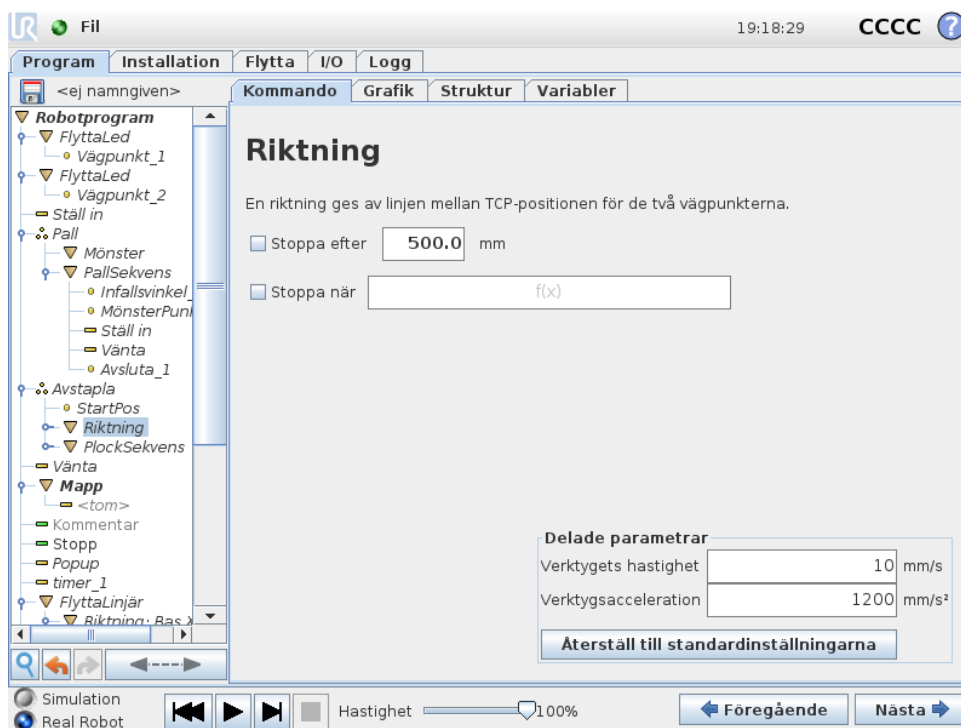 UR Fil 19:18:29 CCCC ?
Program Installation Flytta I/O Logg
<ej namngiven> Kommando Grafik Struktur Variabler
Robotprogram
FlyttaLed
Vägpunkt_1
FlyttaLed
Vägpunkt_2
Ställ in
Pall
Mönster
PallSekvens
Infallsvinkel_
MönsterPun
Ställ in
Vänta
Avsluta_1
Avstapla
StartPos
Riktning
PlockSekvens
Vänta
Mapp
<tom>
Kommentar
Stopp
Popup
timer_1
FlyttaLinjär
Riktning: Bas X
Riktning
En riktning ges av linjen mellan TCP-positionen för de två vägpunkterna.
Stoppa efter 500.0 mm
Stoppa när f(x)
Delade parametrar
Verktygets hastighet 10 mm/s
Verktygsacceleration 1200 mm/s²
Återställ till standardinställningarna
Simulation
Real Robot
Hastighet 100%
Föregående Nästa